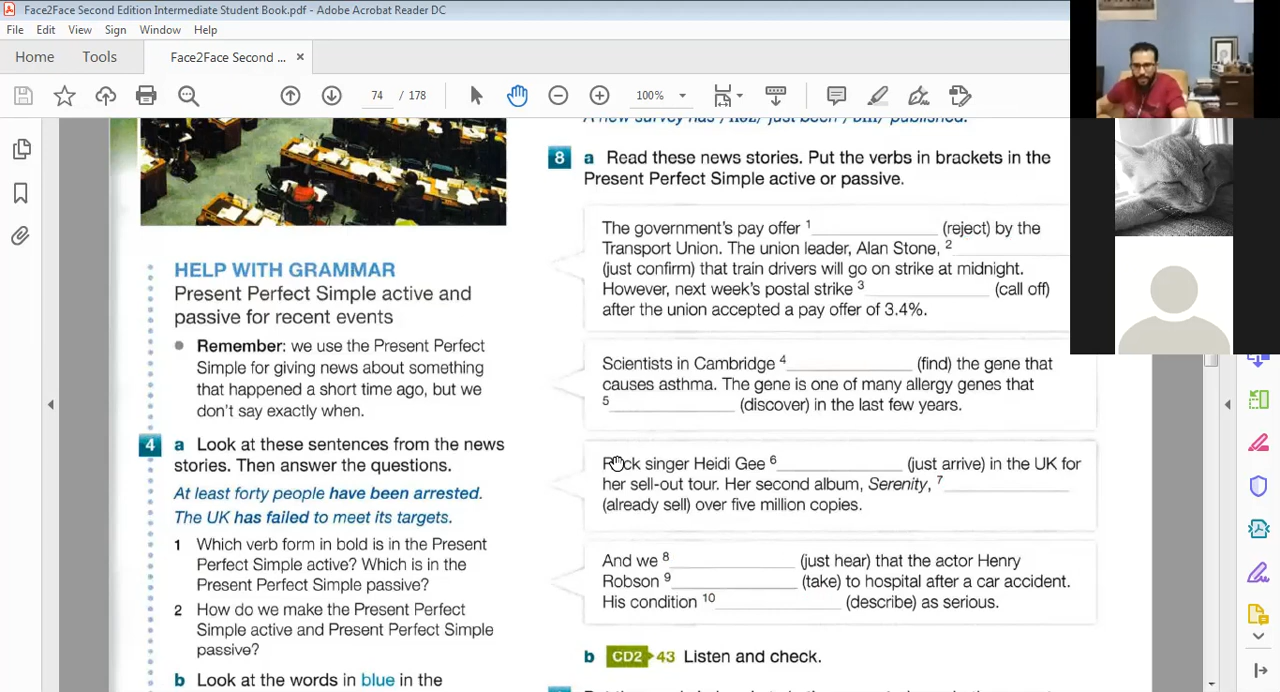 Face2Face Second Edition Intermediate Student Book.pdf - Adobe Acrobat Reader DC
File Edit View Sign Window Help
Home Tools Face2Face Second ... ×
74 / 178 100%
HELP WITH GRAMMAR
Present Perfect Simple active and
passive for recent events
Remember: we use the Present Perfect
Simple for giving news about something
that happened a short time ago, but we
don't say exactly when.
4 a Look at these sentences from the news
stories. Then answer the questions.
At least forty people have been arrested.
The UK has failed to meet its targets.
1 Which verb form in bold is in the Present
Perfect Simple active? Which is in the
Present Perfect Simple passive?
2 How do we make the Present Perfect
Simple active and Present Perfect Simple
passive?
b Look at the words in blue in the
A new survey has /həz/ just been /bɪn/ published.
8 a Read these news stories. Put the verbs in brackets in the
Present Perfect Simple active or passive.
The government's pay offer 1 ____________ (reject) by the
Transport Union. The union leader, Alan Stone, 2 ____________
(just confirm) that train drivers will go on strike at midnight.
However, next week's postal strike 3 ____________ (call off)
after the union accepted a pay offer of 3.4%.
Scientists in Cambridge 4 ____________ (find) the gene that
causes asthma. The gene is one of many allergy genes that
5 ____________ (discover) in the last few years.
Rock singer Heidi Gee 6 ____________ (just arrive) in the UK for
her sell-out tour. Her second album, Serenity, 7 ____________
(already sell) over five million copies.
And we 8 ____________ (just hear) that the actor Henry
Robson 9 ____________ (take) to hospital after a car accident.
His condition 10 ____________ (describe) as serious.
b CD2 43 Listen and check.